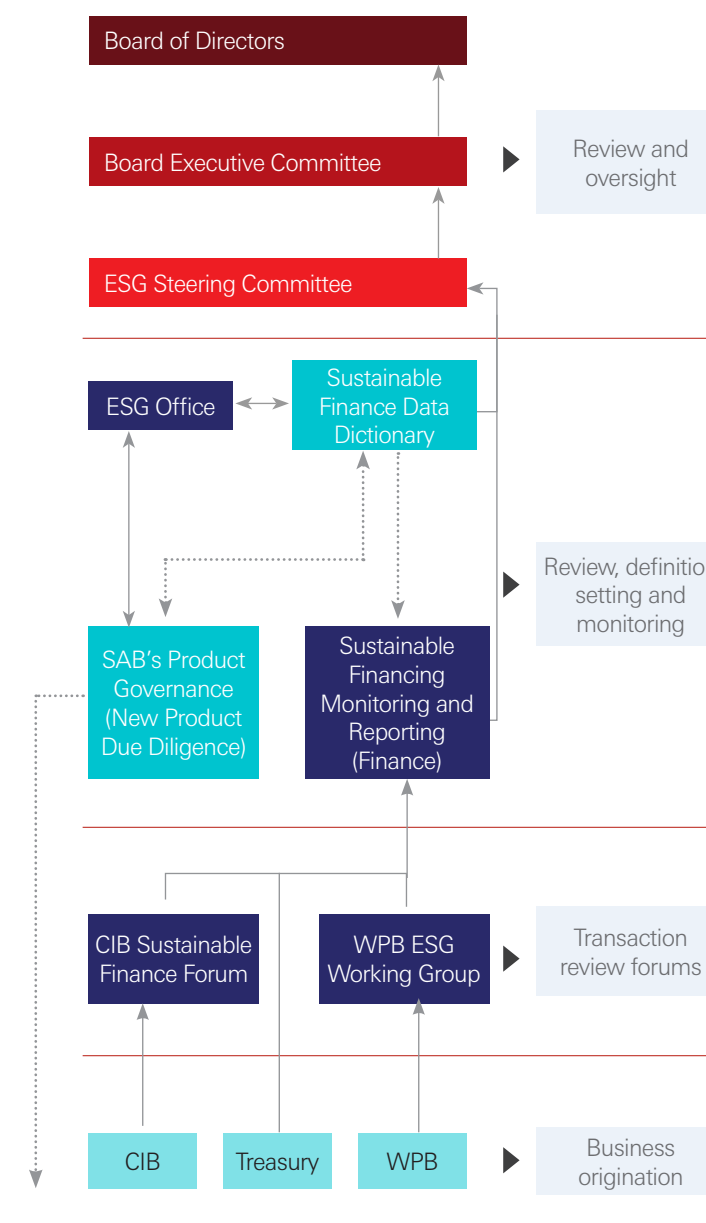 Board of Directors
Board Executive Committee
Review and
oversight
ESG Steering Committee
ESG Office
Sustainable
Finance Data
Dictionary
Review, definitio
setting and
monitoring
SAB's Product
Governance
(New Product
Due Diligence)
Sustainable
Financing
Monitoring and
Reporting
(Finance)
CIB Sustainable
Finance Forum
WPB ESG
Working Group
Transaction
review forums
CIB
Treasury
WPB
Business
origination